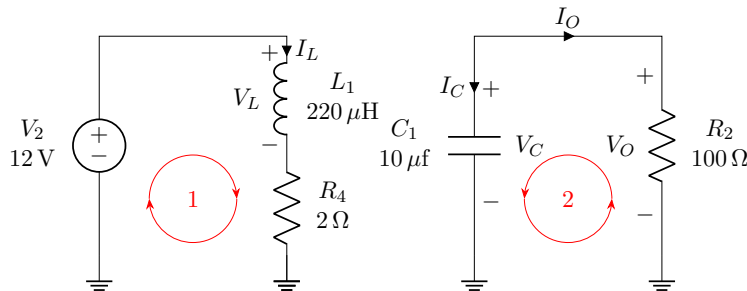 I_O
+ I_L
V_L
L_1
220 μH
−
V_2
12 V
+
−
1
R_4
2 Ω
I_C +
C_1
10 μf
V_C
−
2
+
V_O
−
R_2
100 Ω